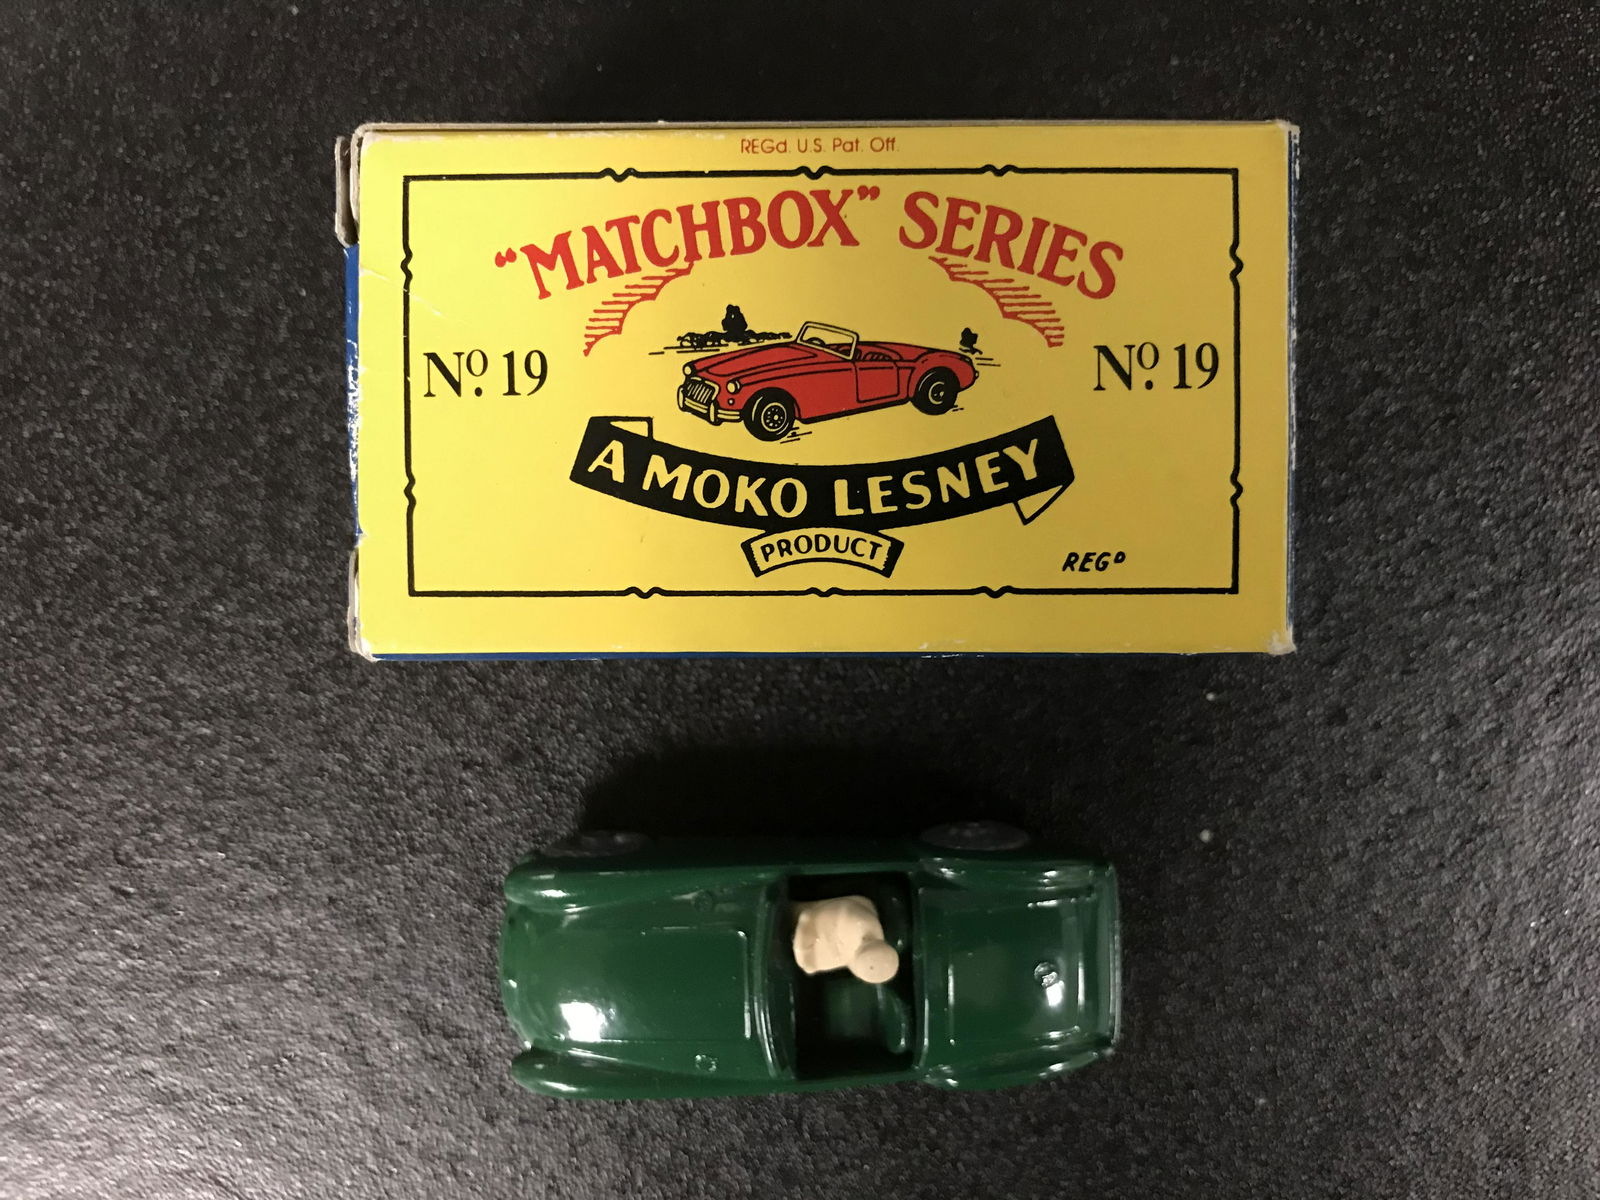 REGd. U.S. Pat. Off.
“MATCHBOX” SERIES
Nº. 19
Nº. 19
A MOKO LESNEY
PRODUCT
REGD